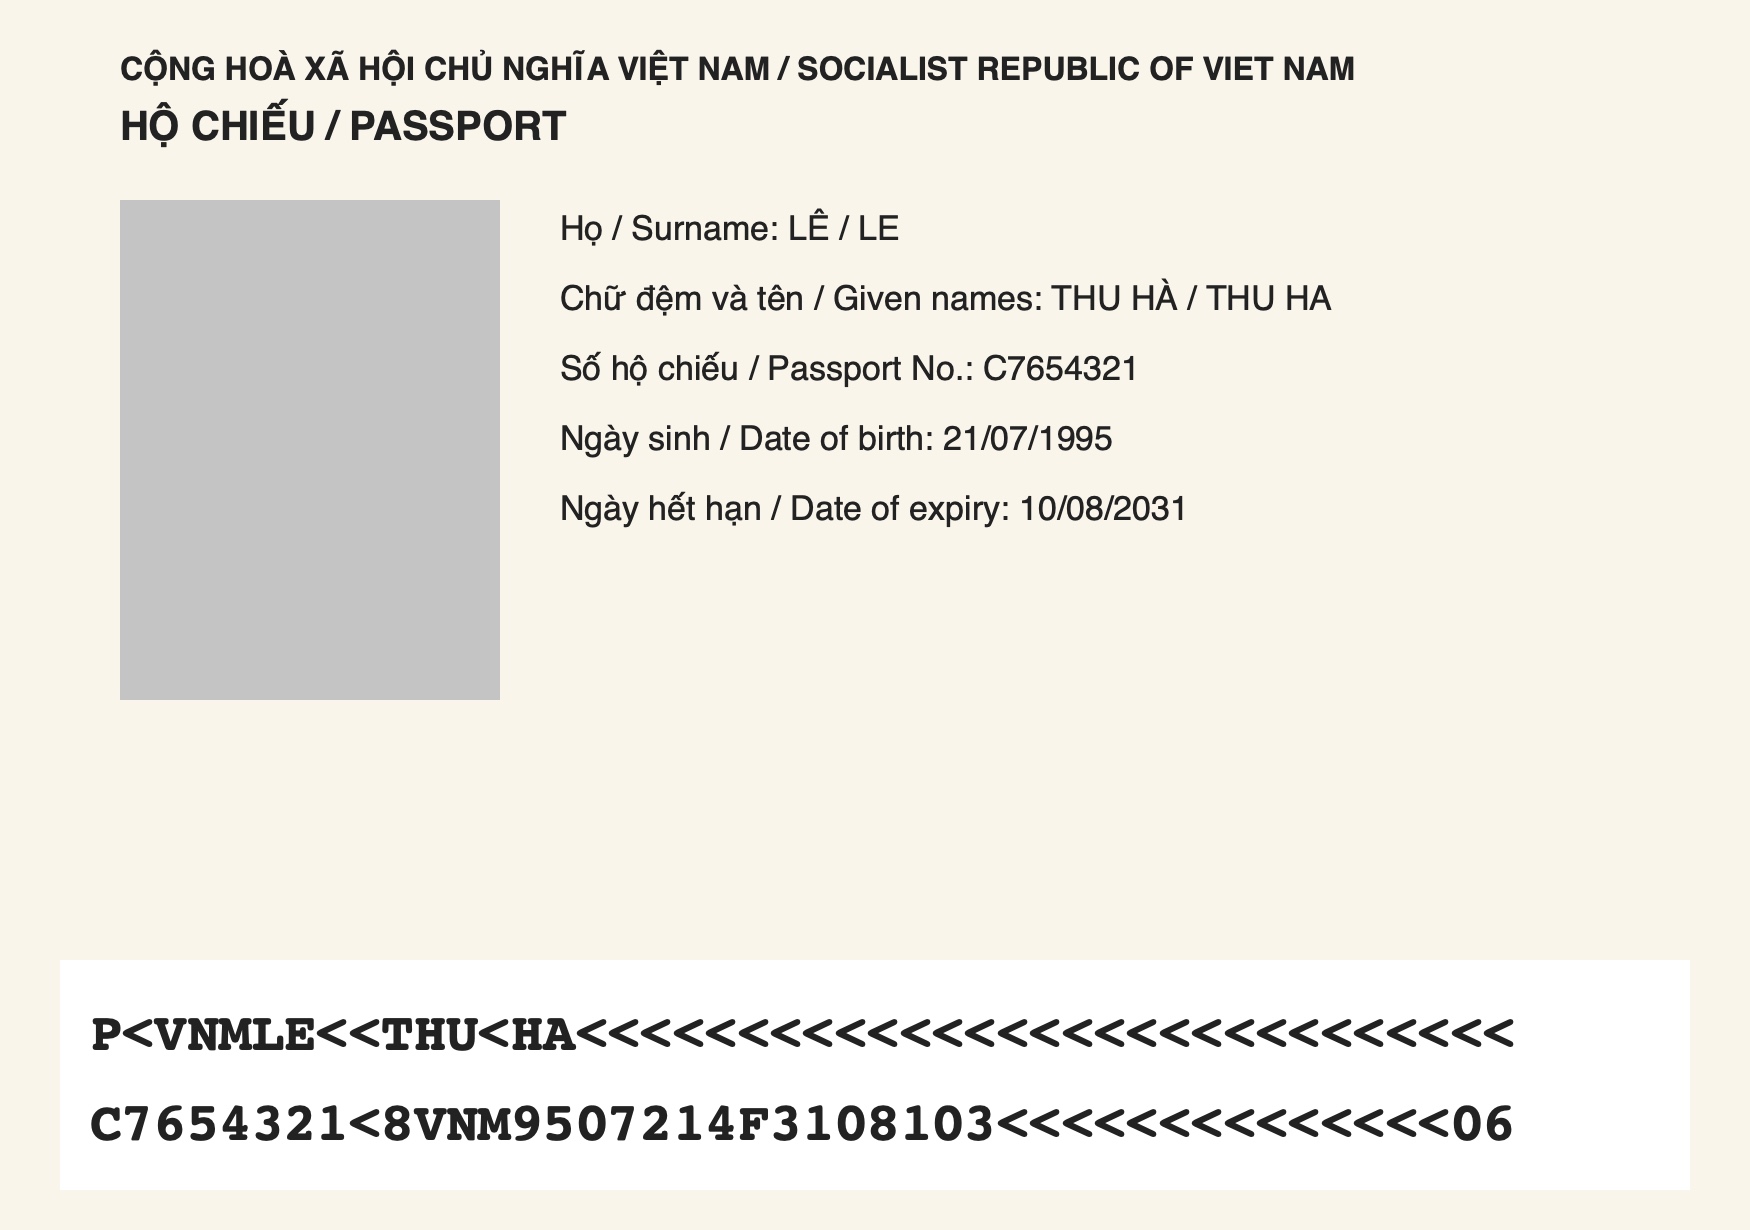 CỘNG HOÀ XÃ HỘI CHỦ NGHĨA VIỆT NAM / SOCIALIST REPUBLIC OF VIET NAM
HỘ CHIẾU / PASSPORT
Họ / Surname: LÊ / LE
Chữ đệm và tên / Given names: THU HÀ / THU HA
Số hộ chiếu / Passport No.: C7654321
Ngày sinh / Date of birth: 21/07/1995
Ngày hết hạn / Date of expiry: 10/08/2031
P<VNMLE<<THU<HA<<<<<<<<<<<<<<<<<<<<<<<<<<<<<
C7654321<8VNM9507214F3108103<<<<<<<<<<<<<<06